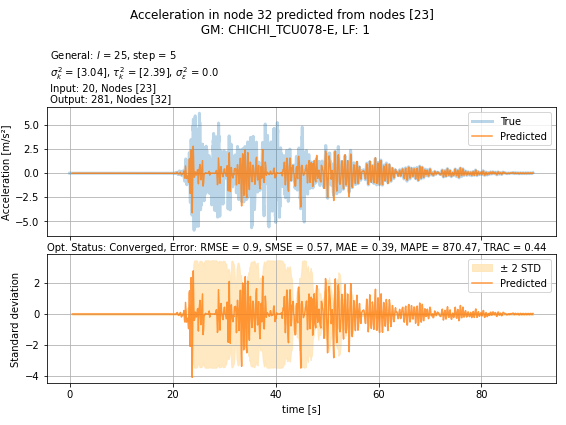 Acceleration in node 32 predicted from nodes [23]
GM: CHICHI_TCU078-E, LF: 1
General: l = 25, step = 5
σ²ₖ = [3.04], τ²ₖ = [2.39], σ²ε = 0.0
Input: 20, Nodes [23]
Output: 281, Nodes [32]
Acceleration [m/s²]
5.0
2.5
0.0
−2.5
−5.0
True
Predicted
Opt. Status: Converged, Error: RMSE = 0.9, SMSE = 0.57, MAE = 0.39, MAPE = 870.47, TRAC = 0.44
Standard deviation
2
0
−2
−4
± 2 STD
Predicted
0 20 40 60 80
time [s]